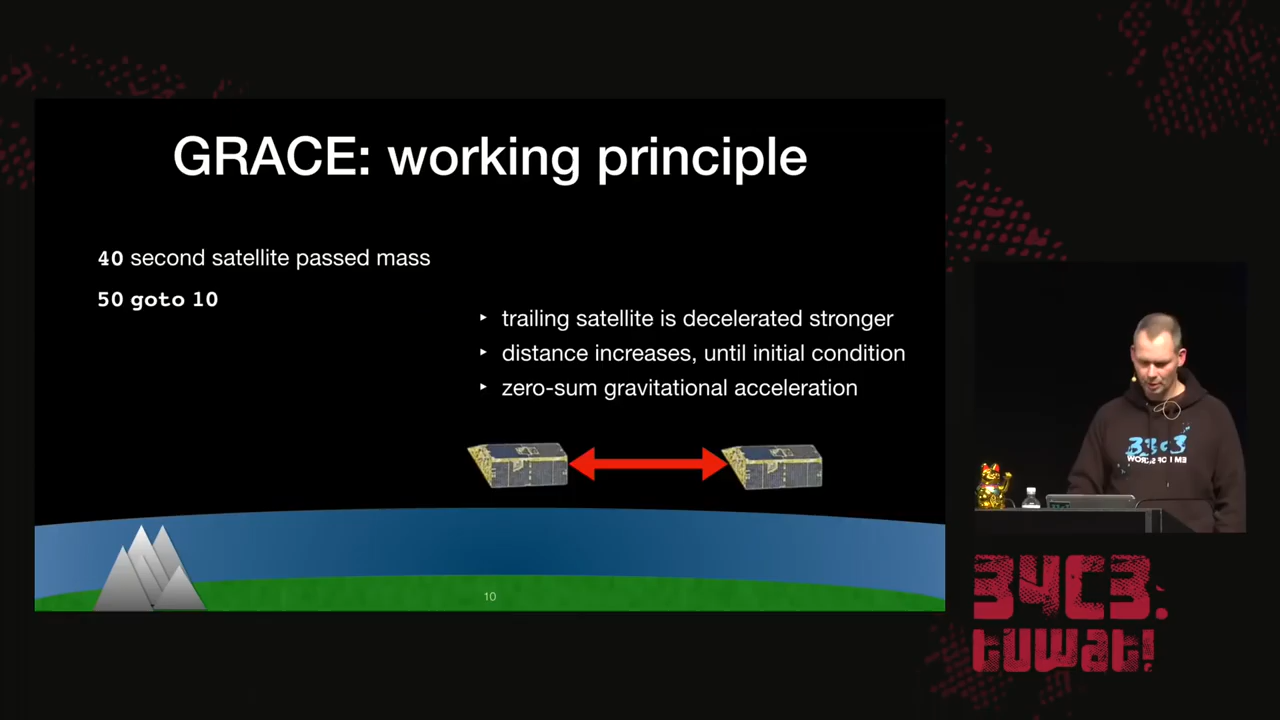 GRACE: working principle
40 second satellite passed mass
50 goto 10
‣ trailing satellite is decelerated stronger
‣ distance increases, until initial condition
‣ zero-sum gravitational acceleration
10
34C3.
tuwat!